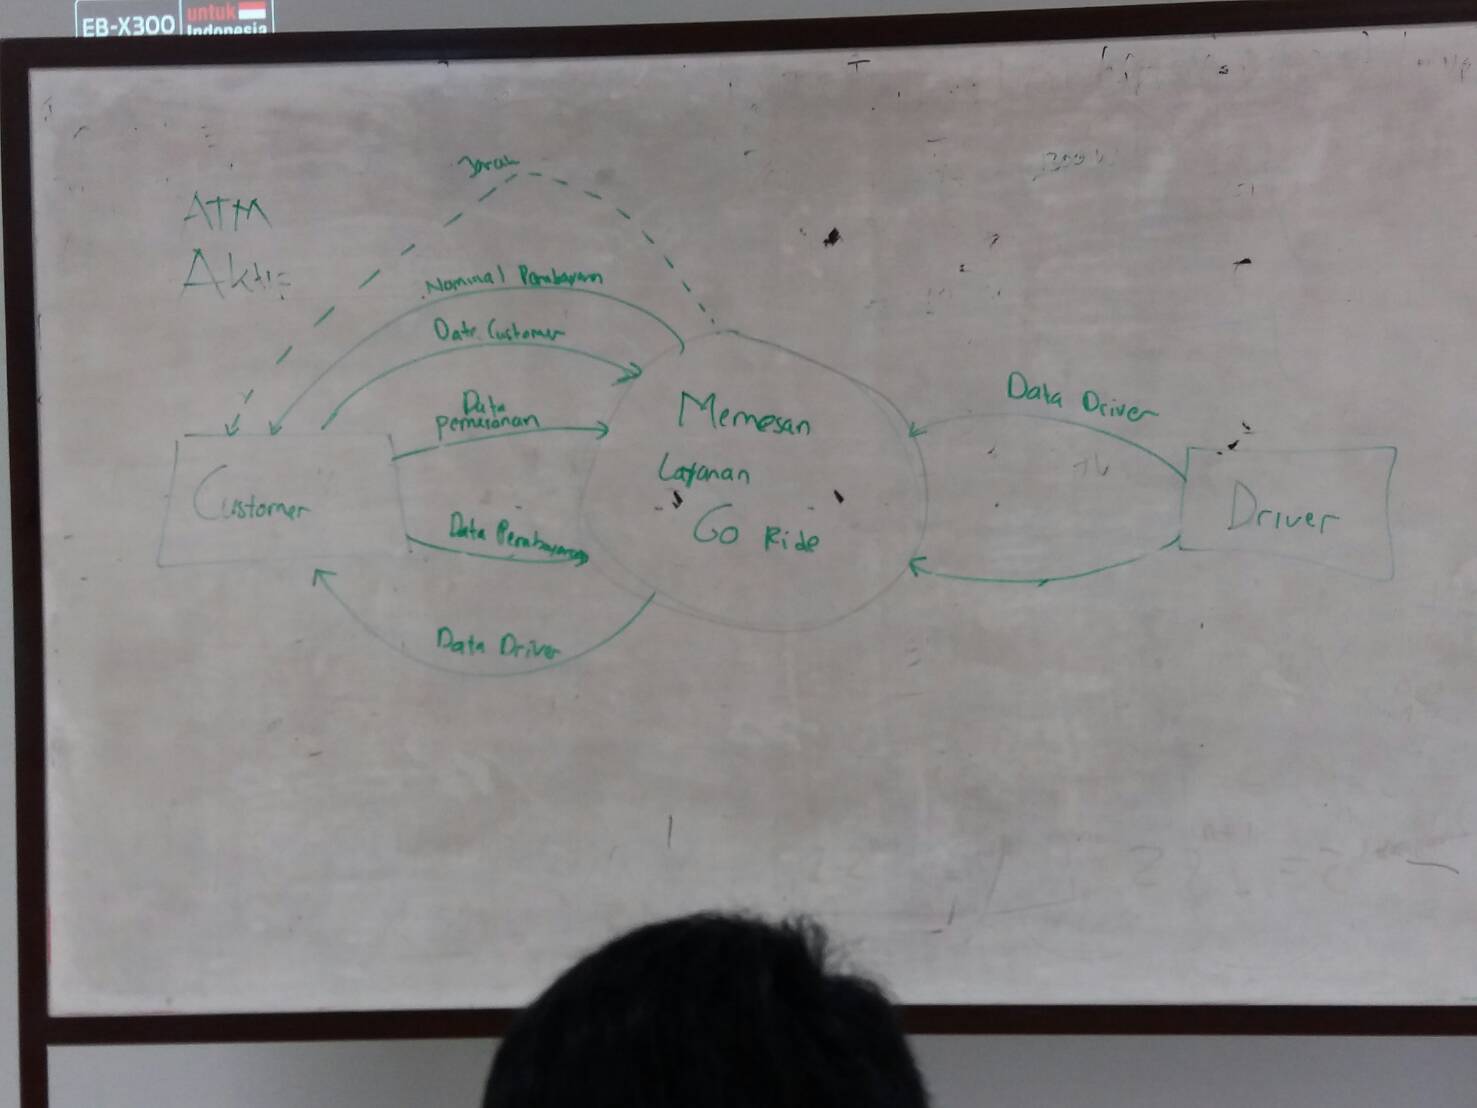 EB-X300
untuk
Indonesia
ATM
Aktif
Jarak
Nominal Pembayaran
Data Customer
Data
pemesanan
Customer
Data Pembayaran
Data Driver
Memesan
Layanan
Go Ride
Data Driver
Driver